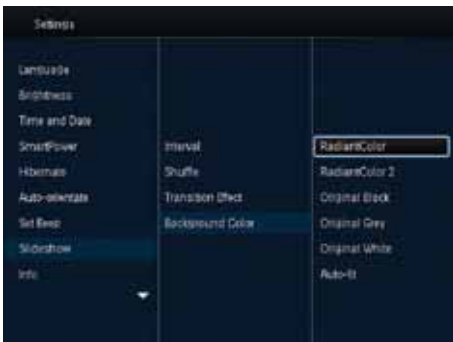 Settings
Language
Brightness
Time and Date
SmartPower
Hibernate
Auto-orientate
Set Beep
Slideshow
Info
Interval
Shuffle
Transition Effect
Background Color
RadiantColor
RadiantColor 2
Original Black
Original Grey
Original White
Auto-fit